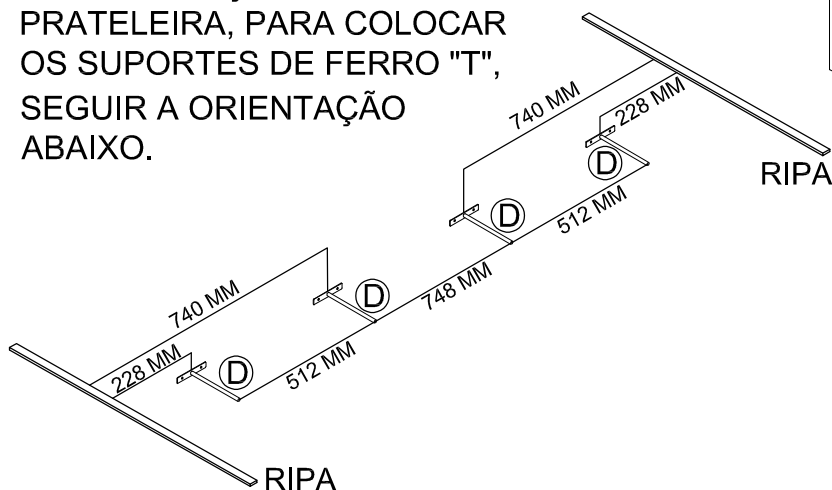 PRATELEIRA, PARA COLOCAR
OS SUPORTES DE FERRO "T",
SEGUIR A ORIENTAÇÃO
ABAIXO.
740 MM
228 MM
D
RIPA
D
512 MM
748 MM
D
740 MM
228 MM
D
512 MM
RIPA